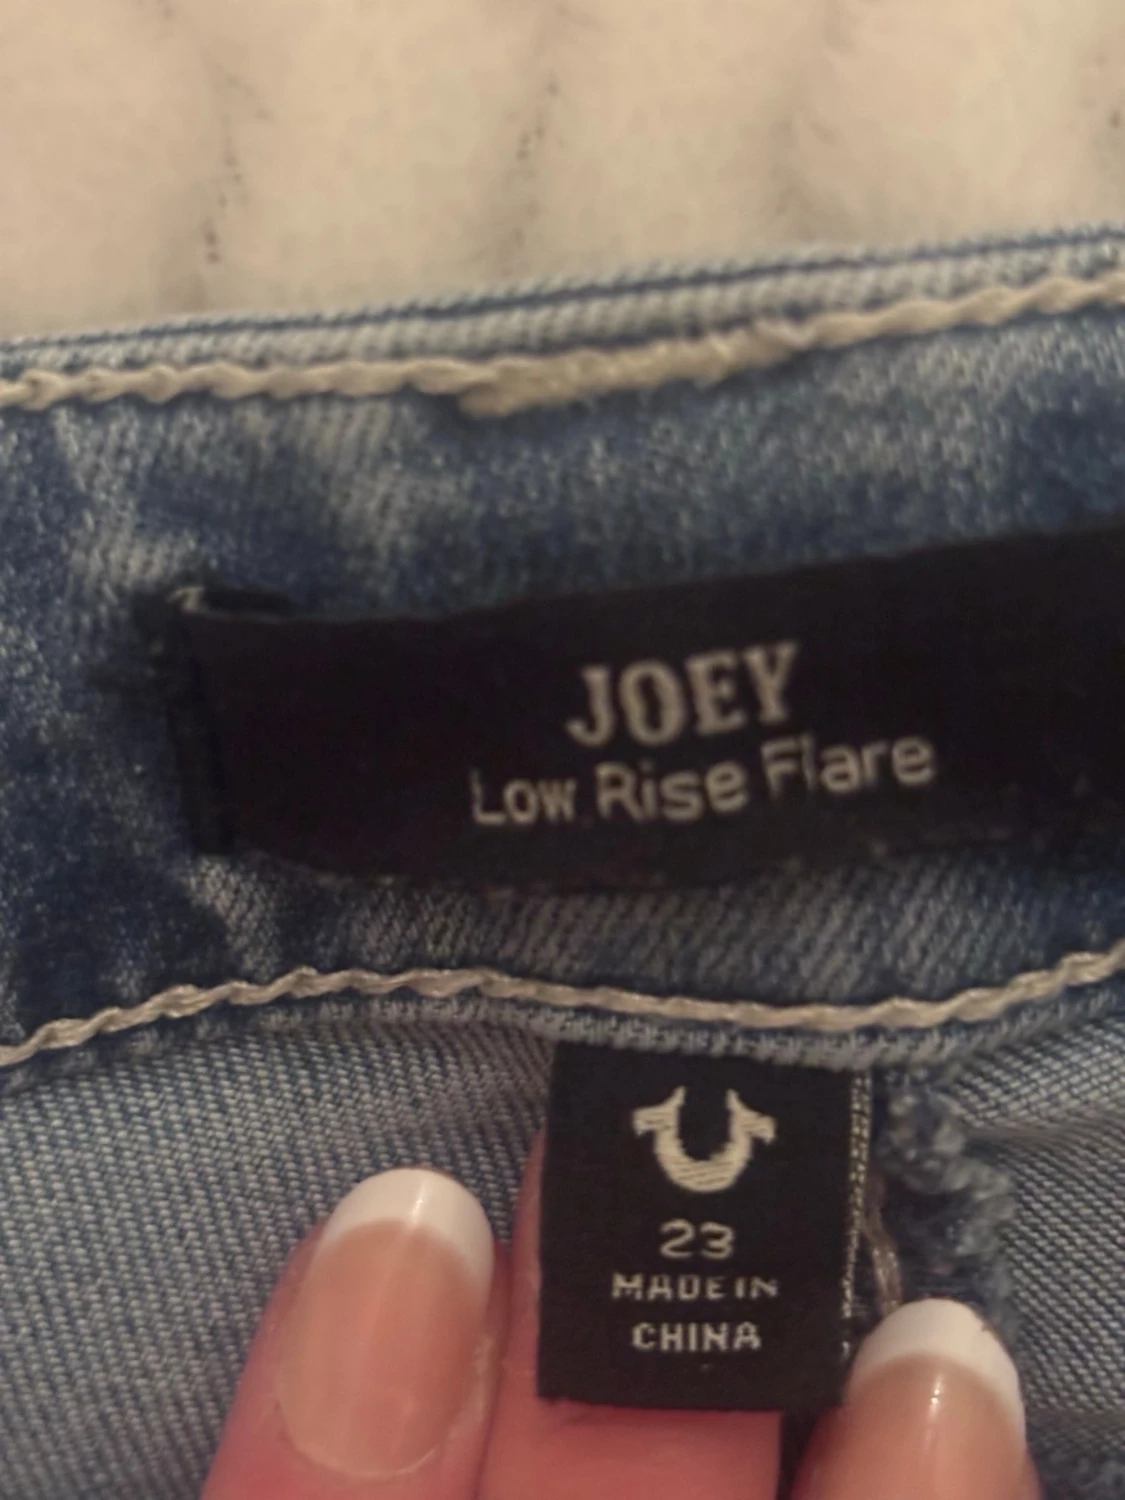 JOEY
Low Rise Flare
23
MADE IN
CHINA